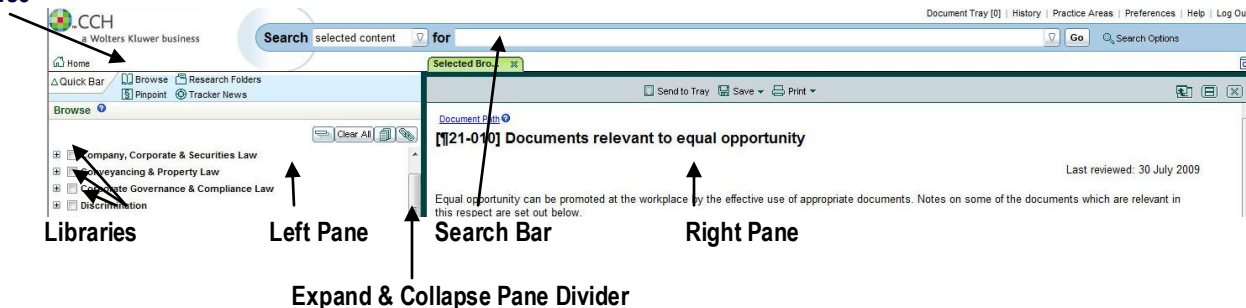 Document Tray [0] | History | Practice Areas | Preferences | Help | Log Ou
CCH
a Wolters Kluwer business
Search selected content for Go Search Options
Home
Selected Bro...
Quick Bar Browse Research Folders
Pinpoint Tracker News
Send to Tray Save Print
Browse
Document Path
Clear All
[¶21-010] Documents relevant to equal opportunity
Company, Corporate & Securities Law
Conveyancing & Property Law
Last reviewed: 30 July 2009
Corporate Governance & Compliance Law
Discrimination
Equal opportunity can be promoted at the workplace by the effective use of appropriate documents. Notes on some of the documents which are relevant in
this respect are set out below.
Libraries Left Pane Search Bar Right Pane
Expand & Collapse Pane Divider